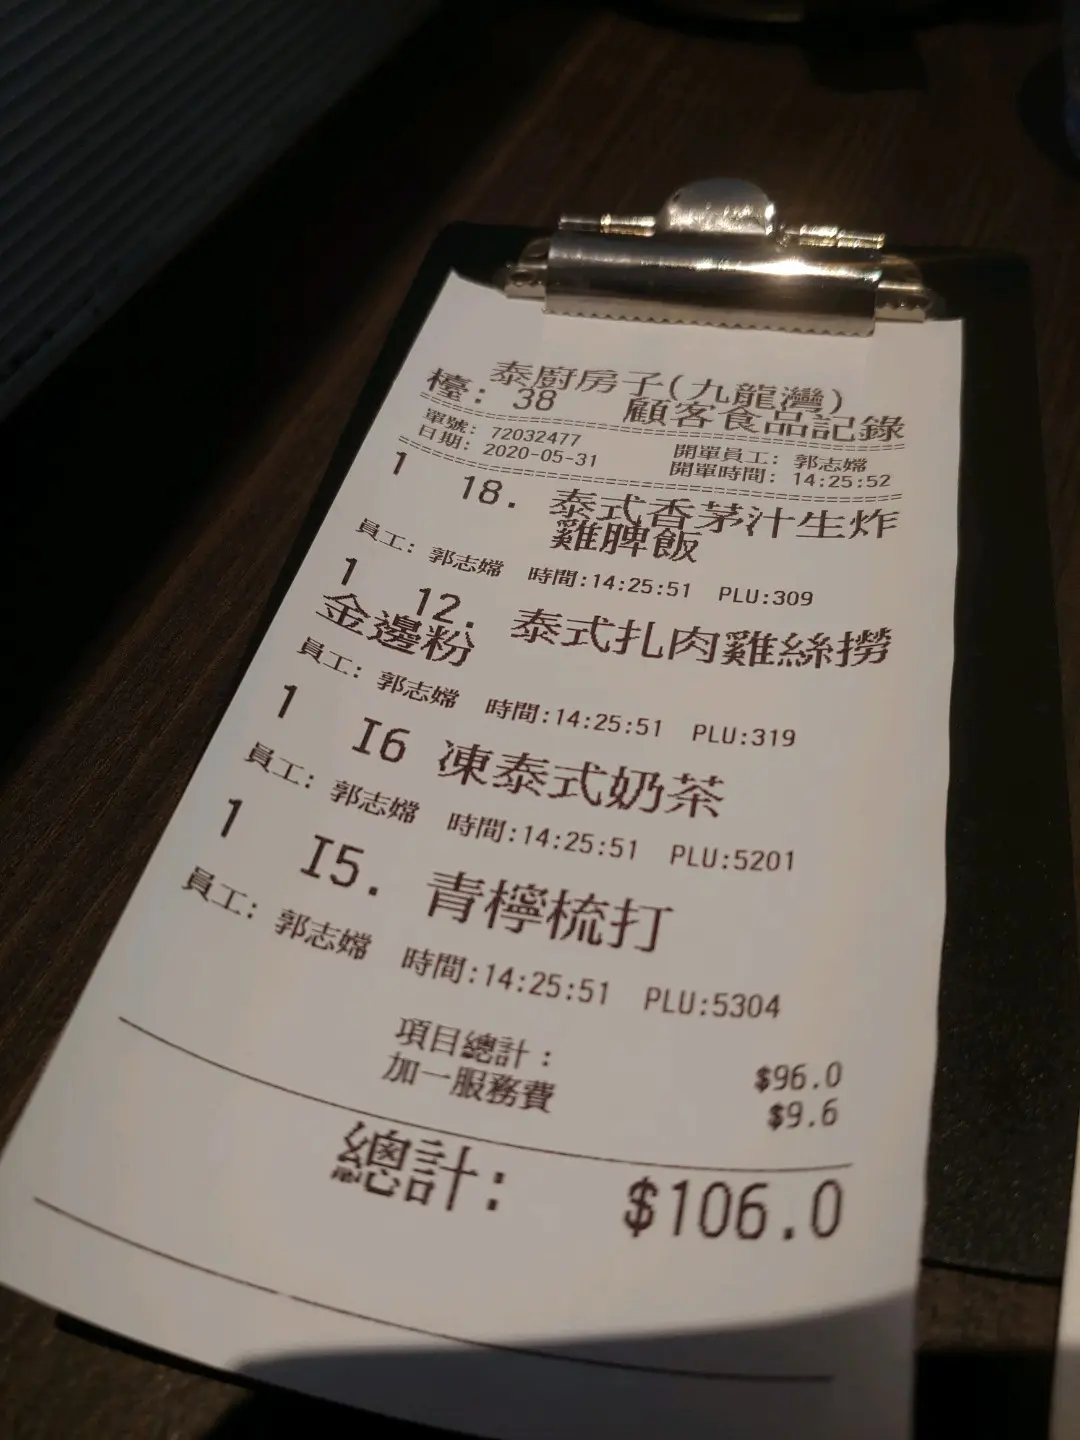 泰廚房子(九龍灣)
檯: 38 顧客食品記錄
單號: 72032477 開單員工: 郭志嫦
日期: 2020-05-31 開單時間: 14:25:52
1 18. 泰式香茅汁生炸
雞脾飯
員工: 郭志嫦 時間:14:25:51 PLU:309
1 12. 泰式扎肉雞絲撈
金邊粉
員工: 郭志嫦 時間:14:25:51 PLU:319
1 I6 凍泰式奶茶
員工: 郭志嫦 時間:14:25:51 PLU:5201
1 I5. 青檸梳打
員工: 郭志嫦 時間:14:25:51 PLU:5304
項目總計: $96.0
加一服務費 $9.6
總計: $106.0